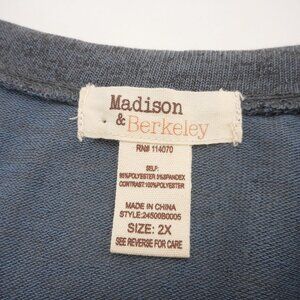 Madison
&Berkeley
RN# 114070
SELF:
95%POLYESTER 5%SPANDEX
CONTRAST:100%POLYESTER
MADE IN CHINA
STYLE:24500B0005
SIZE: 2X
SEE REVERSE FOR CARE